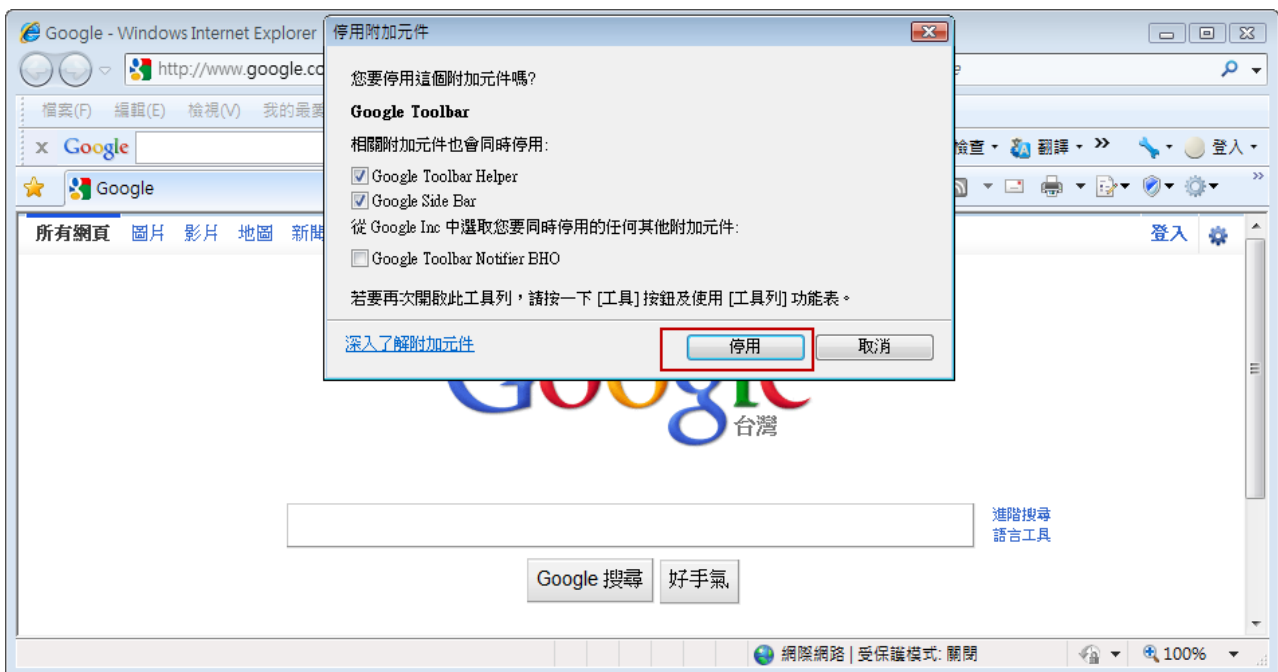 Google - Windows Internet Explorer
停用附加元件
http://www.google.co
檔案(F) 編輯(E) 檢視(V) 我的最愛
您要停用這個附加元件嗎?
Google Toolbar
相關附加元件也會同時停用:
x Google
檢查 翻譯 登入
Google Toolbar Helper
Google
Google Side Bar
從 Google Inc 中選取您要同時停用的任何其他附加元件:
所有網頁 圖片 影片 地圖 新聞
登入
Google Toolbar Notifier BHO
若要再次開啟此工具列，請按一下 [工具] 按鈕及使用 [工具列] 功能表。
深入了解附加元件
停用 取消
Google
台灣
進階搜尋
語言工具
Google 搜尋 好手氣
網際網路 | 受保護模式: 關閉 100%